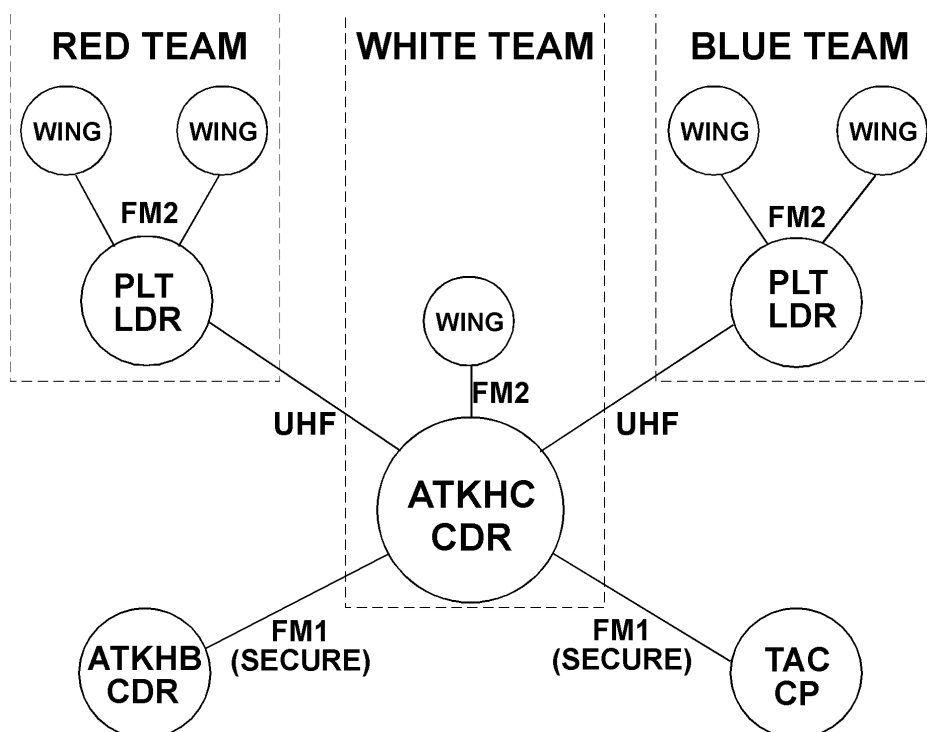 RED TEAM
WHITE TEAM
BLUE TEAM
WING
WING
WING
WING
FM2
FM2
PLT
LDR
PLT
LDR
WING
FM2
UHF
UHF
ATKHC
CDR
FM1
(SECURE)
FM1
(SECURE)
ATKHB
CDR
TAC
CP